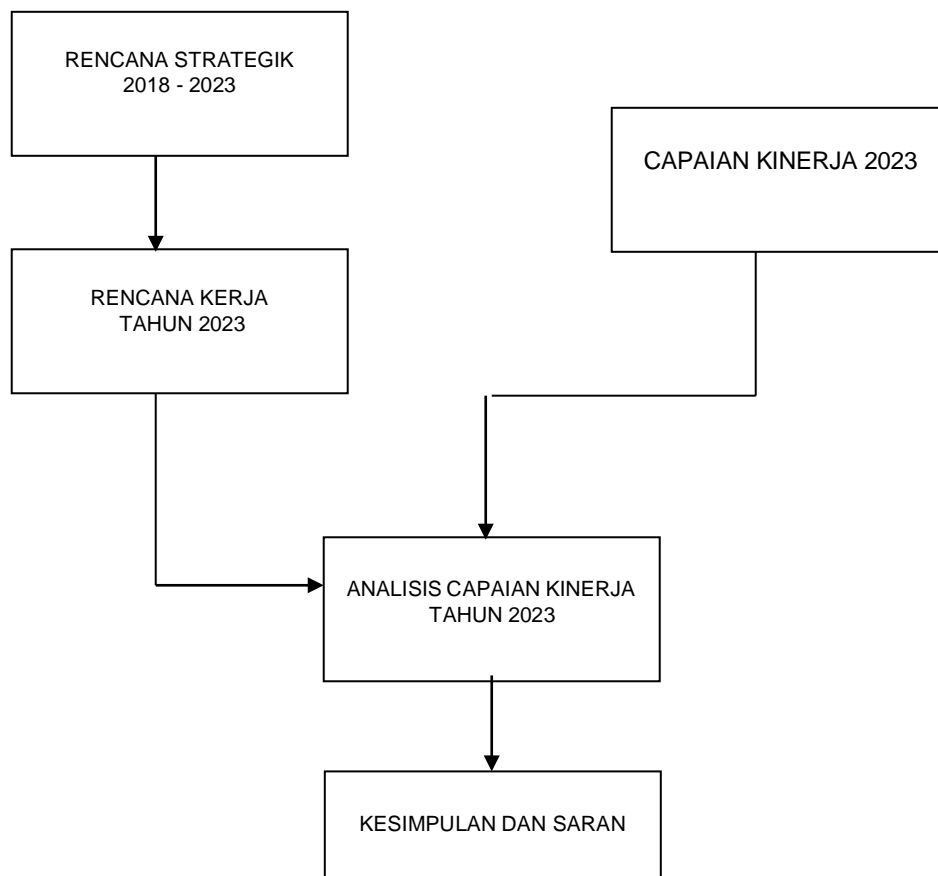 RENCANA STRATEGIK
2018 - 2023
CAPAIAN KINERJA 2023
RENCANA KERJA
TAHUN 2023
ANALISIS CAPAIAN KINERJA
TAHUN 2023
KESIMPULAN DAN SARAN